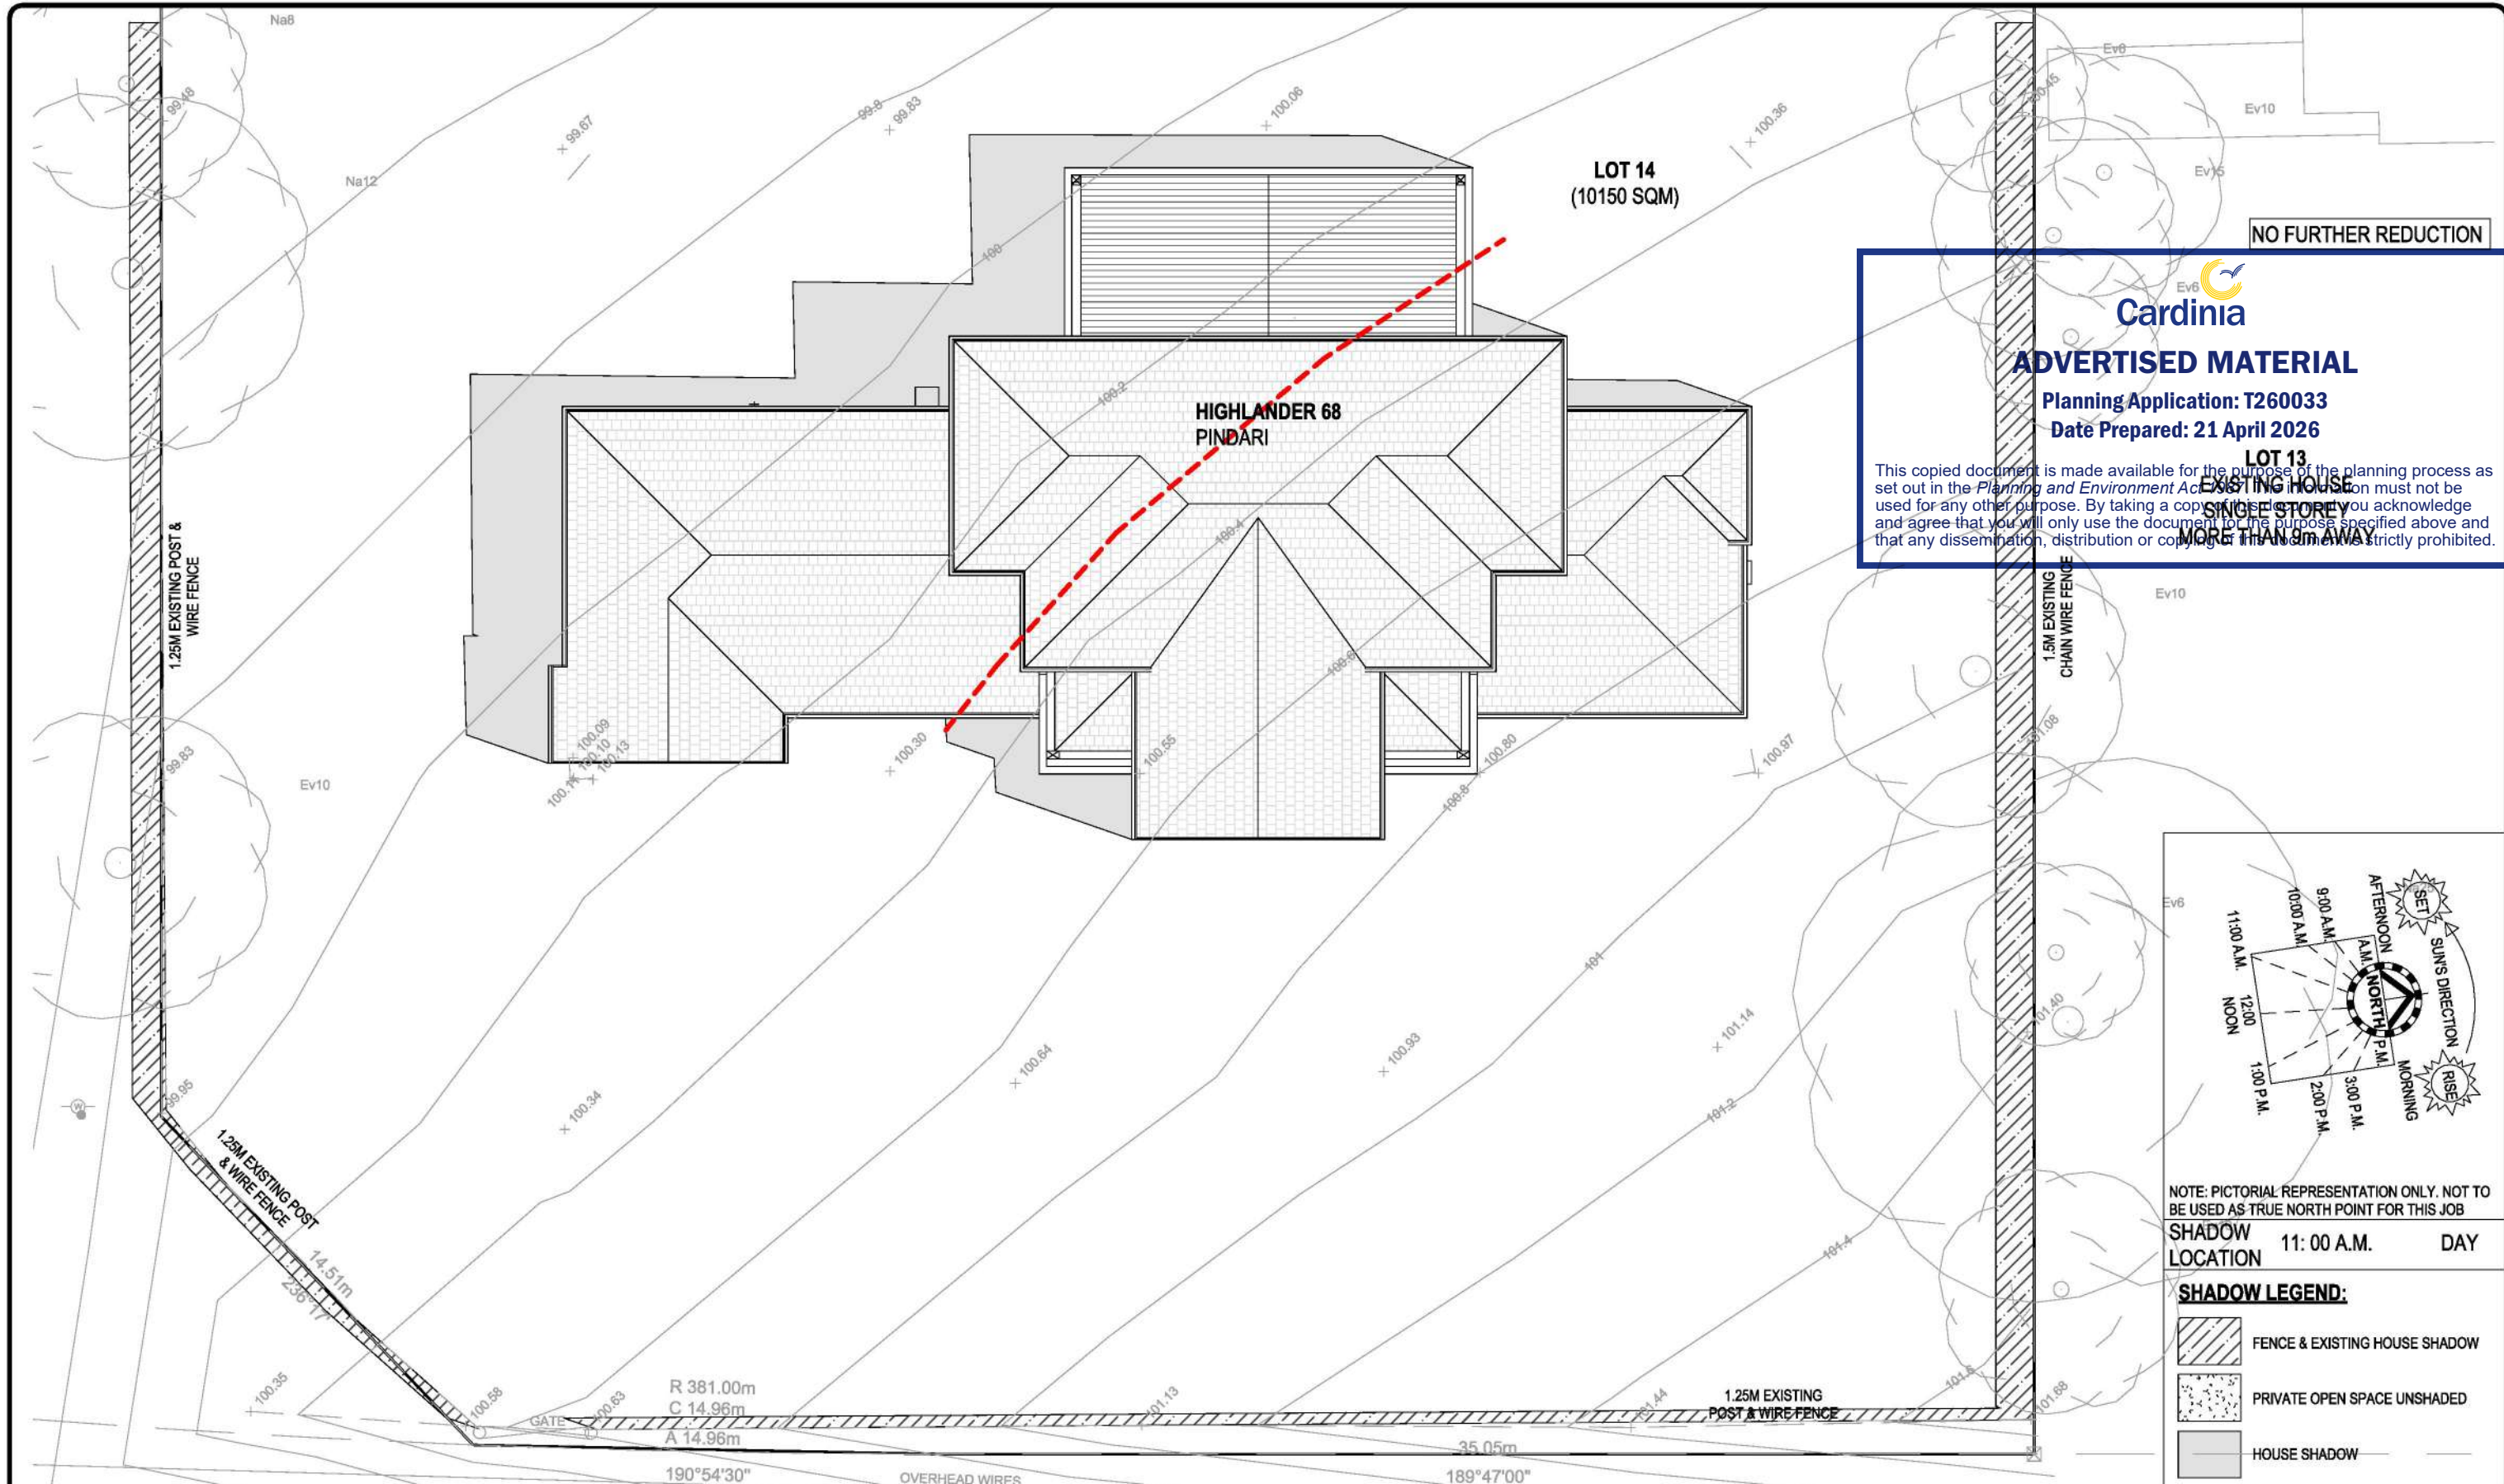 Na8
Ev8
99.48
99.67
99.8
99.83
100.06
100.36
100.45
Ev10
Na12
LOT 14
(10150 SQM)
Ev15
NO FURTHER REDUCTION
100
Ev6
Cardinia
ADVERTISED MATERIAL
Planning Application: T260033
Date Prepared: 21 April 2026
LOT 13
EXISTING HOUSE
SINGLE STOREY
MORE THAN 9m AWAY
This copied document is made available for the purpose of the planning process as
set out in the Planning and Environment Act 1987. The information must not be
used for any other purpose. By taking a copy of this document you acknowledge
and agree that you will only use the document for the purpose specified above and
that any dissemination, distribution or copying of this document is strictly prohibited.
100.2
HIGHLANDER 68
PINDARI
100.4
1.25M EXISTING POST &
WIRE FENCE
1.5M EXISTING
CHAIN WIRE FENCE
Ev10
100.6
99.83
Ev10
100.09
100.10
100.13
100.30
100.55
100.80
100.8
100.97
101.08
Ev6
SET
AFTERNOON
SUN'S DIRECTION
RISE
MORNING
NORTH
A.M.
P.M.
9:00 A.M.
10:00 A.M.
11:00 A.M.
12:00
NOON
1:00 P.M.
2:00 P.M.
3:00 P.M.
101
101.40
101.14
100.93
100.64
100.34
101.2
99.95
W
1.25M EXISTING POST
& WIRE FENCE
14.51m
236°17'
NOTE: PICTORIAL REPRESENTATION ONLY. NOT TO
BE USED AS TRUE NORTH POINT FOR THIS JOB
SHADOW
LOCATION
11: 00 A.M.
DAY
101.4
SHADOW LEGEND:
FENCE & EXISTING HOUSE SHADOW
PRIVATE OPEN SPACE UNSHADED
HOUSE SHADOW
100.35
100.58
GATE
100.63
R 381.00m
C 14.96m
A 14.96m
101.13
101.44
1.25M EXISTING
POST & WIRE FENCE
101.6
101.68
35.05m
190°54'30"
OVERHEAD WIRES
189°47'00"